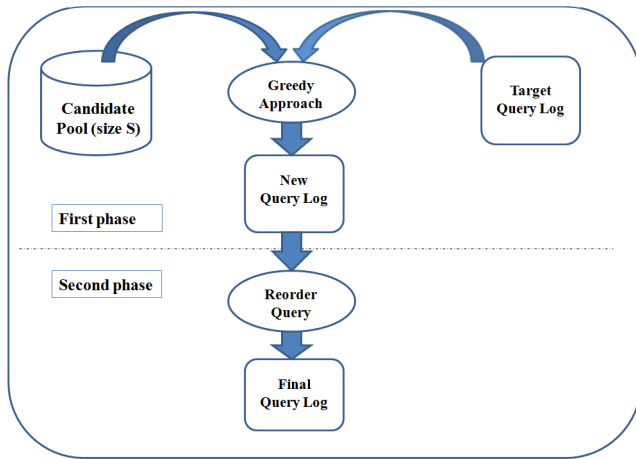 Candidate
Pool (size S)
Greedy
Approach
Target
Query Log
New
Query Log
First phase
Second phase
Reorder
Query
Final
Query Log